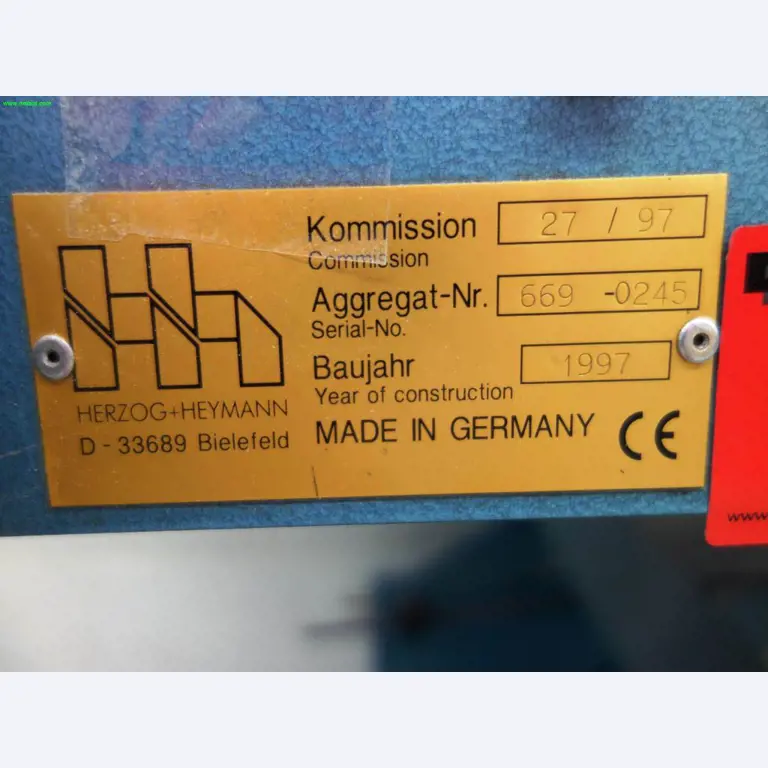 Kommission 27 / 97
Commission
Aggregat-Nr. 669 -0245
Serial-No.
Baujahr 1997
Year of construction
HERZOG+HEYMANN
D - 33689 Bielefeld
MADE IN GERMANY CE
www